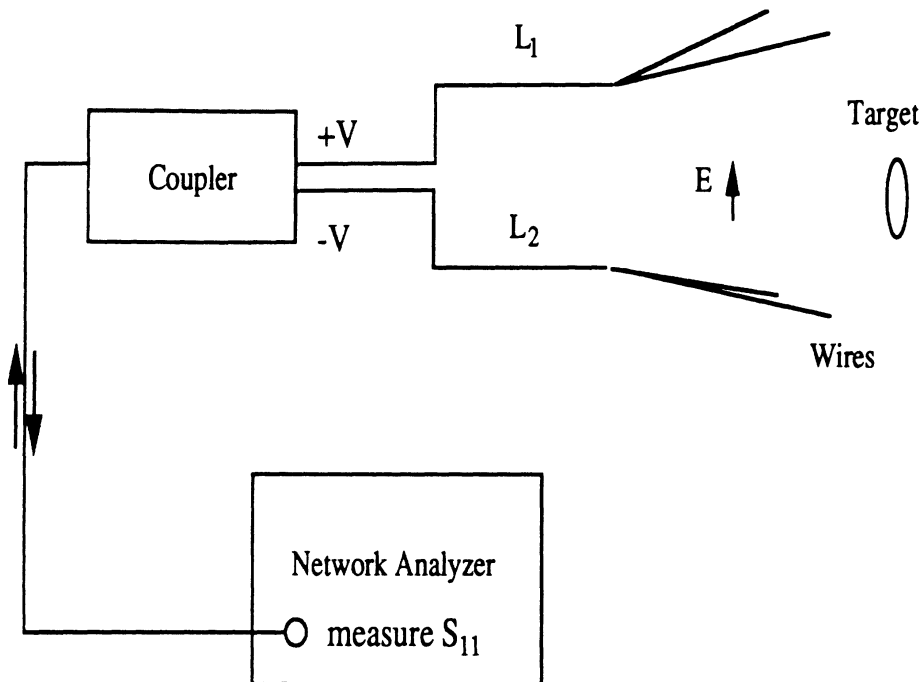 L₁
Target
+V
Coupler
E
-V
L₂
Wires
Network Analyzer
measure S₁₁